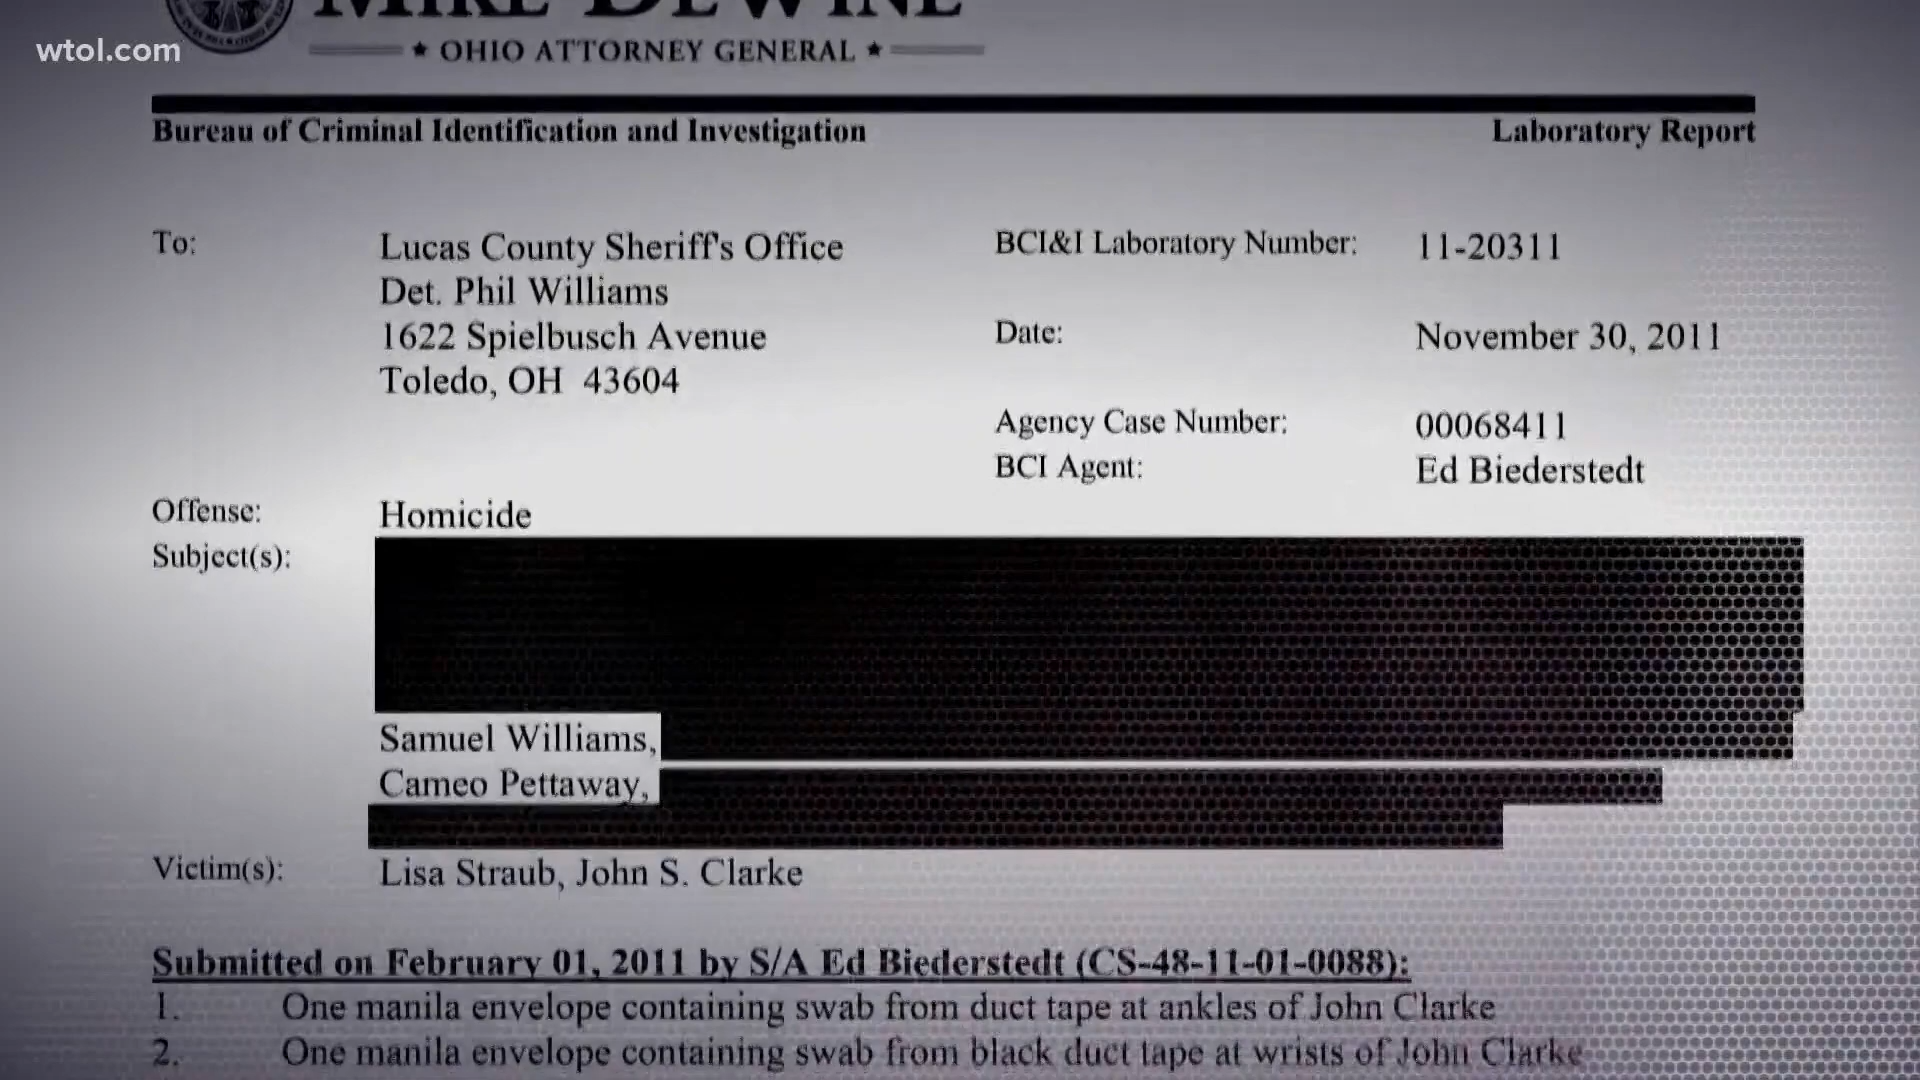 wtol.com
MIKE DEWINE
★ OHIO ATTORNEY GENERAL ★
Bureau of Criminal Identification and Investigation Laboratory Report
To: Lucas County Sheriff's Office BCI&I Laboratory Number: 11-20311
Det. Phil Williams
1622 Spielbusch Avenue Date: November 30, 2011
Toledo, OH 43604
Agency Case Number: 00068411
BCI Agent: Ed Biederstedt
Offense: Homicide
Subject(s):
Samuel Williams,
Cameo Pettaway,
Victim(s): Lisa Straub, John S. Clarke
Submitted on February 01, 2011 by S/A Ed Biederstedt (CS-48-11-01-0088):
1. One manila envelope containing swab from duct tape at ankles of John Clarke
2. One manila envelope containing swab from black duct tape at wrists of John Clarke